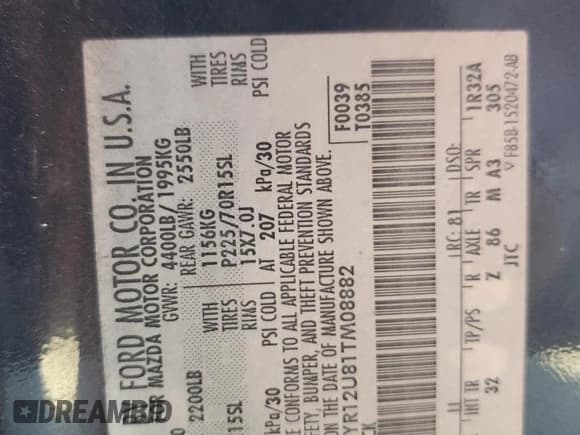 FORD MOTOR CO. IN U.S.A.
MAZDA MOTOR CORPORATION
GVWR: 4400LB/ 1995KG
REAR GAWR: 2550LB
2200LB 1156KG WITH
P225/70R15SL TIRES
15SL 15X7.0J RIMS
kPa/30 PSI COLD AT 207 kPa/30 PSI COLD
CONFORMS TO ALL APPLICABLE FEDERAL MOTOR
BUMPER, AND THEFT PREVENTION STANDARDS
ON THE DATE OF MANUFACTURE SHOWN ABOVE.
YR12U81TM08882
F0039
T0385
WITH
TIRES
RIMS
RC: 81 DSO:
INT TR TP/PS R AXLE TR SPR
32 Z 86 M A3 1R32A
305
JTC
V F85B 1520472-AB
AUTOBIDMASTER